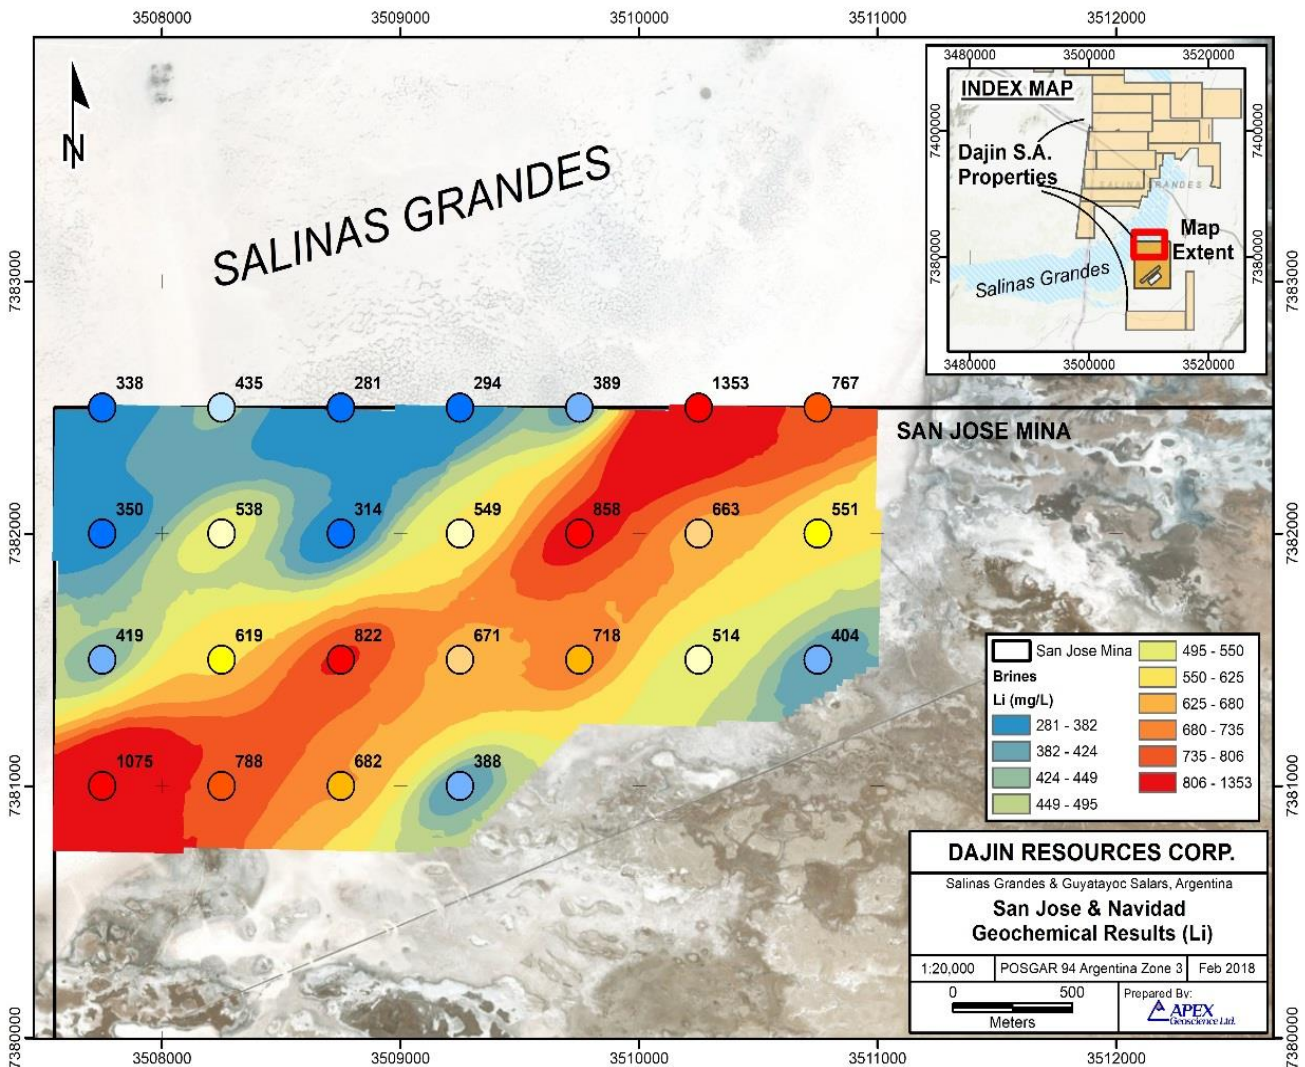 3508000 3509000 3510000 3511000 3512000
N
SALINAS GRANDES
3480000 3500000 3520000
INDEX MAP
7400000 7400000
Dajin S.A.
Properties
SALINAS GRANDES
Map
Extent
7380000 7380000
Salinas Grandes
3480000 3500000 3520000
7383000 7383000
338 435 281 294 389 1353 767
SAN JOSE MINA
350 538 314 549 858 663 551
7382000 7382000
419 619 822 671 718 514 404
1075 788 682 388
7381000 7381000
San Jose Mina
Brines
Li (mg/L)
281 - 382
382 - 424
424 - 449
449 - 495
495 - 550
550 - 625
625 - 680
680 - 735
735 - 806
806 - 1353
DAJIN RESOURCES CORP.
Salinas Grandes & Guyatayoc Salars, Argentina
San Jose & Navidad
Geochemical Results (Li)
1:20,000 POSGAR 94 Argentina Zone 3 Feb 2018
0 500
Meters
Prepared By:
APEX
Geoscience Ltd.
7380000 7380000
3508000 3509000 3510000 3511000 3512000